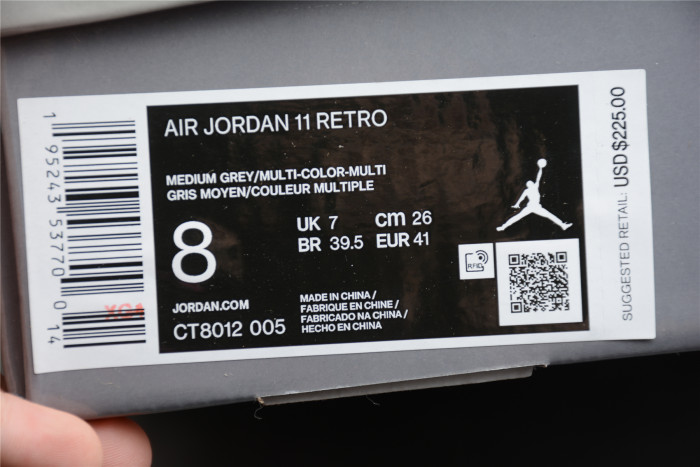 AIR JORDAN 11 RETRO
MEDIUM GREY/MULTI-COLOR-MULTI
GRIS MOYEN/COULEUR MULTIPLE
8
UK 7 cm 26
BR 39.5 EUR 41
JORDAN.COM
CT8012 005
MADE IN CHINA /
FABRIQUE EN CHINE /
FABRICADO NA CHINA /
HECHO EN CHINA
RFID
SUGGESTED RETAIL: USD $225.00
1 95243 53770 0 14